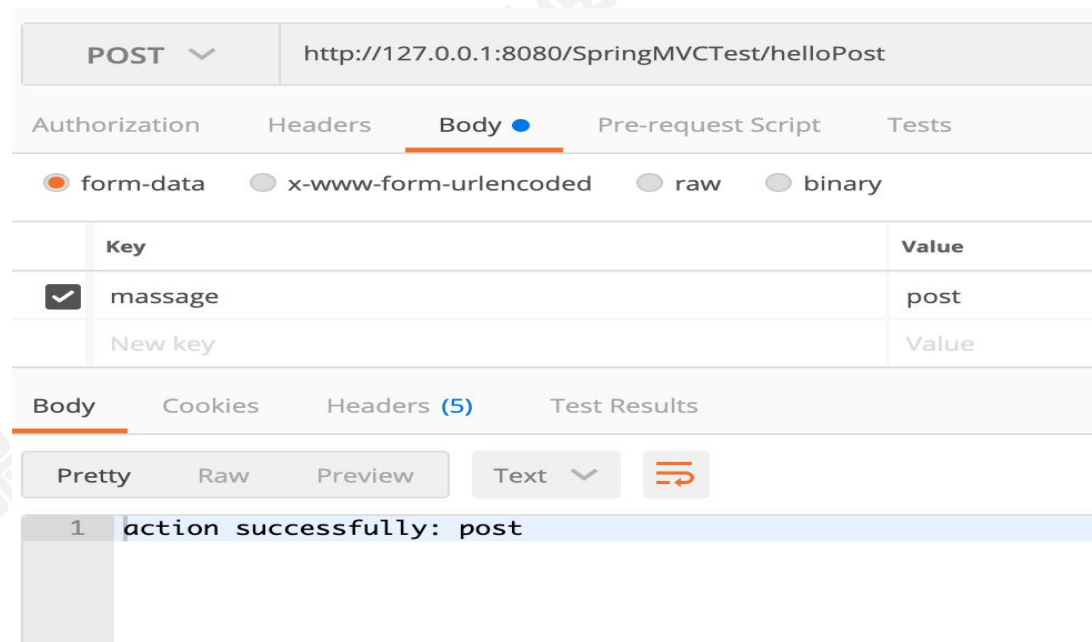 POST http://127.0.0.1:8080/SpringMVCTest/helloPost
Authorization Headers Body Pre-request Script Tests
form-data x-www-form-urlencoded raw binary
Key Value
massage post
New key Value
Body Cookies Headers (5) Test Results
Pretty Raw Preview Text
1 action successfully: post